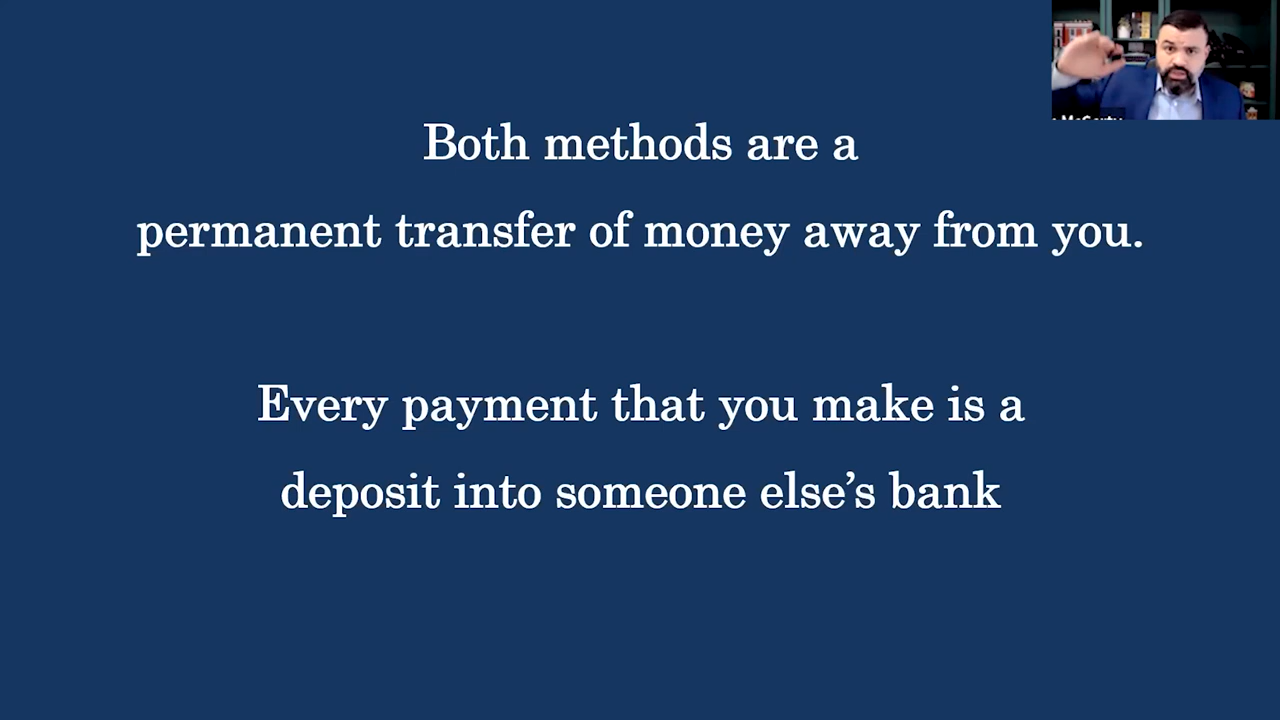 Both methods are a
permanent transfer of money away from you.
Every payment that you make is a
deposit into someone else’s bank